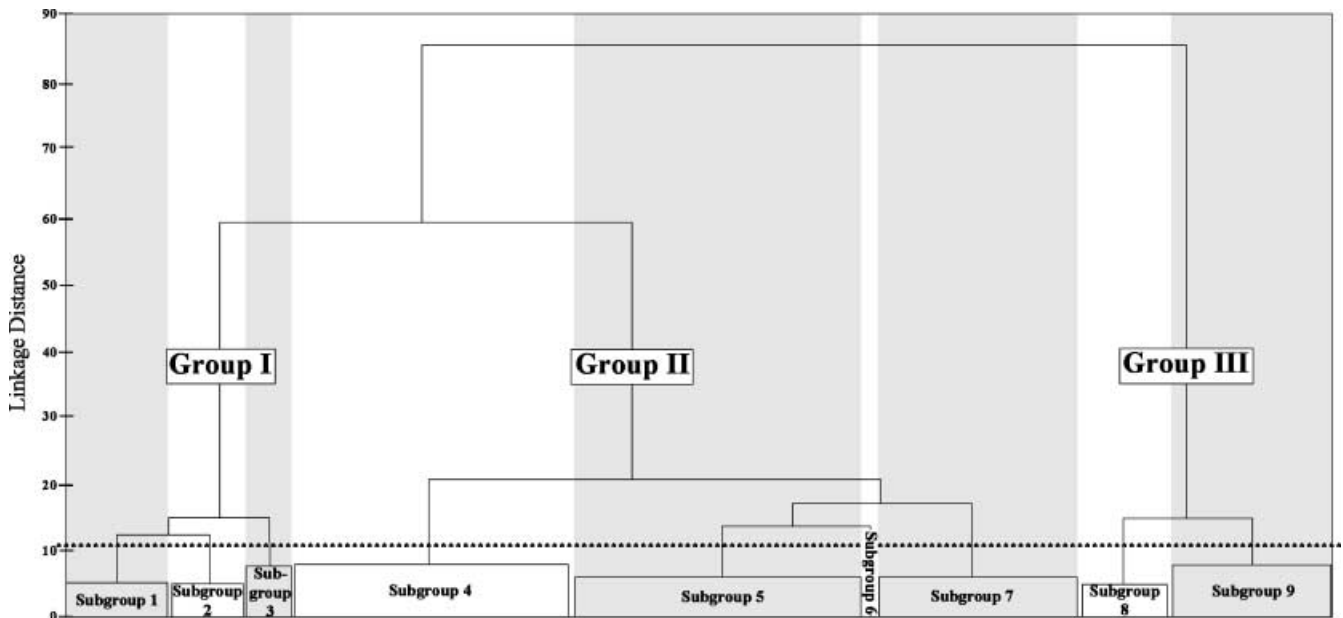 90
80
70
60
50
40
30
20
10
0
Linkage Distance
Group I
Group II
Group III
Subgroup 1
Subgroup
2
Sub-
group
3
Subgroup 4
Subgroup 5
Subgroup 6
Subgroup 7
Subgroup
8
Subgroup 9